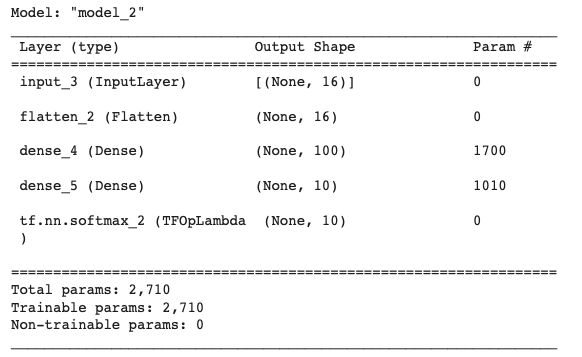 Model: "model_2"
Layer (type) Output Shape Param #
input_3 (InputLayer) [(None, 16)] 0
flatten_2 (Flatten) (None, 16) 0
dense_4 (Dense) (None, 100) 1700
dense_5 (Dense) (None, 10) 1010
tf.nn.softmax_2 (TFOpLambda (None, 10) 0
)
Total params: 2,710
Trainable params: 2,710
Non-trainable params: 0